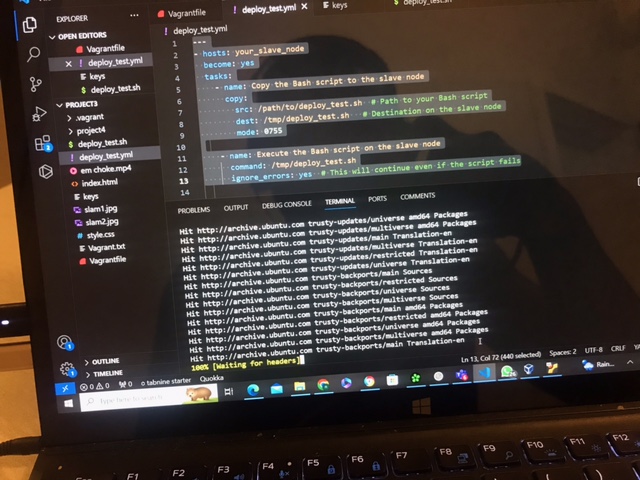 EXPLORER
OPEN EDITORS
Vagrantfile
deploy_test.yml
keys
deploy_test.sh
PROJECT3
.vagrant
project4
deploy_test.sh
deploy_test.yml
em choke.mp4
index.html
keys
slam1.jpg
slam2.jpg
style.css
Vagrant.txt
Vagrantfile
OUTLINE
TIMELINE
Vagrantfile
deploy_test.yml
keys
deploy_test.sh
deploy_test.yml
1 ---
2 - hosts: your_slave_node
3 become: yes
4 tasks:
5 - name: Copy the Bash script to the slave node
6 copy:
7 src: /path/to/deploy_test.sh # Path to your Bash script
8 dest: /tmp/deploy_test.sh # Destination on the slave node
9 mode: 0755
10
11 - name: Execute the Bash script on the slave node
12 command: /tmp/deploy_test.sh
13 ignore_errors: yes # This will continue even if the script fails
14
PROBLEMS OUTPUT DEBUG CONSOLE TERMINAL PORTS COMMENTS
Hit http://archive.ubuntu.com trusty-updates/universe amd64 Packages
Hit http://archive.ubuntu.com trusty-updates/multiverse amd64 Packages
Hit http://archive.ubuntu.com trusty-updates/main Translation-en
Hit http://archive.ubuntu.com trusty-updates/multiverse Translation-en
Hit http://archive.ubuntu.com trusty-updates/restricted Translation-en
Hit http://archive.ubuntu.com trusty-updates/universe Translation-en
Hit http://archive.ubuntu.com trusty-backports/main Sources
Hit http://archive.ubuntu.com trusty-backports/restricted Sources
Hit http://archive.ubuntu.com trusty-backports/universe Sources
Hit http://archive.ubuntu.com trusty-backports/multiverse Sources
Hit http://archive.ubuntu.com trusty-backports/main amd64 Packages
Hit http://archive.ubuntu.com trusty-backports/restricted amd64 Packages
Hit http://archive.ubuntu.com trusty-backports/universe amd64 Packages
Hit http://archive.ubuntu.com trusty-backports/multiverse amd64 Packages
Hit http://archive.ubuntu.com trusty-backports/main Translation-en
100% [Waiting for headers]
0 0 0 tabnine starter Quokka
Ln 13, Col 72 (440 selected) Spaces: 2 UTF-8 CRLF
Type here to search
Rain...
F1 F2 F3 F4 F5 F6 F7 F8 F9 F10 F11 F12